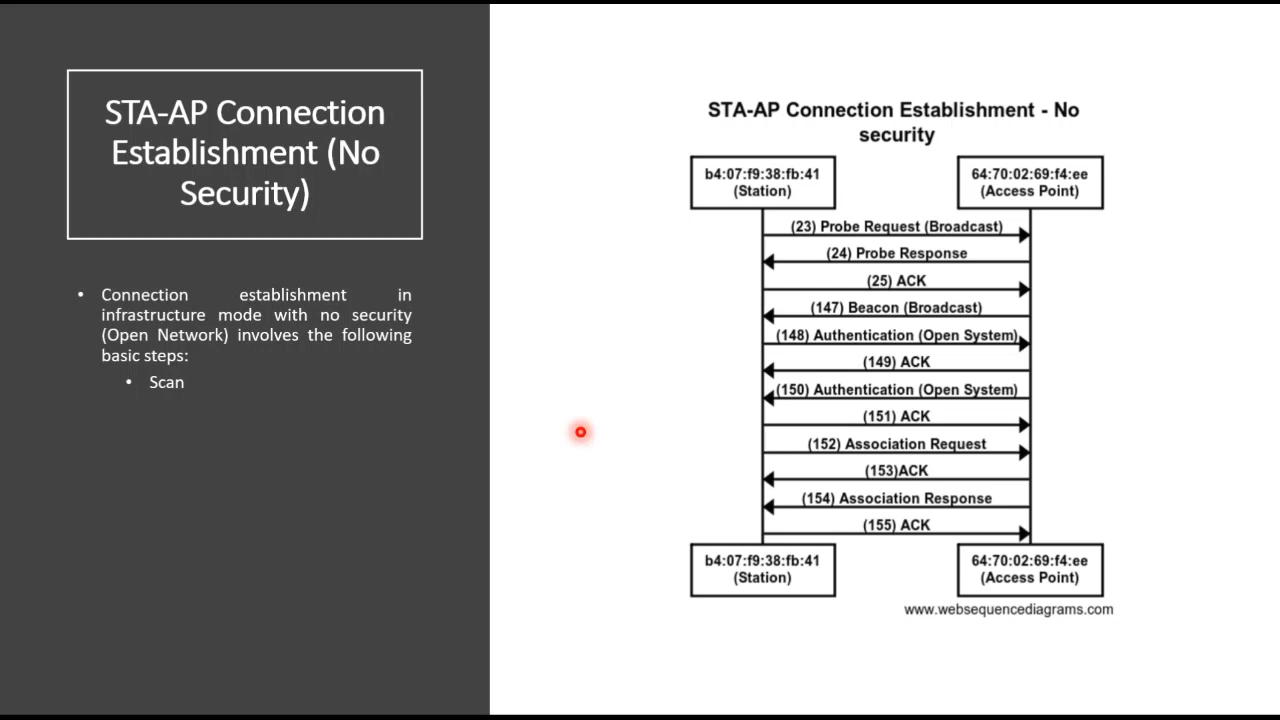 STA-AP Connection
Establishment (No
Security)
• Connection establishment in
infrastructure mode with no security
(Open Network) involves the following
basic steps:
• Scan
STA-AP Connection Establishment - No
security
b4:07:f9:38:fb:41
(Station)
64:70:02:69:f4:ee
(Access Point)
(23) Probe Request (Broadcast)
(24) Probe Response
(25) ACK
(147) Beacon (Broadcast)
(148) Authentication (Open System)
(149) ACK
(150) Authentication (Open System)
(151) ACK
(152) Association Request
(153)ACK
(154) Association Response
(155) ACK
b4:07:f9:38:fb:41
(Station)
64:70:02:69:f4:ee
(Access Point)
www.websequencediagrams.com